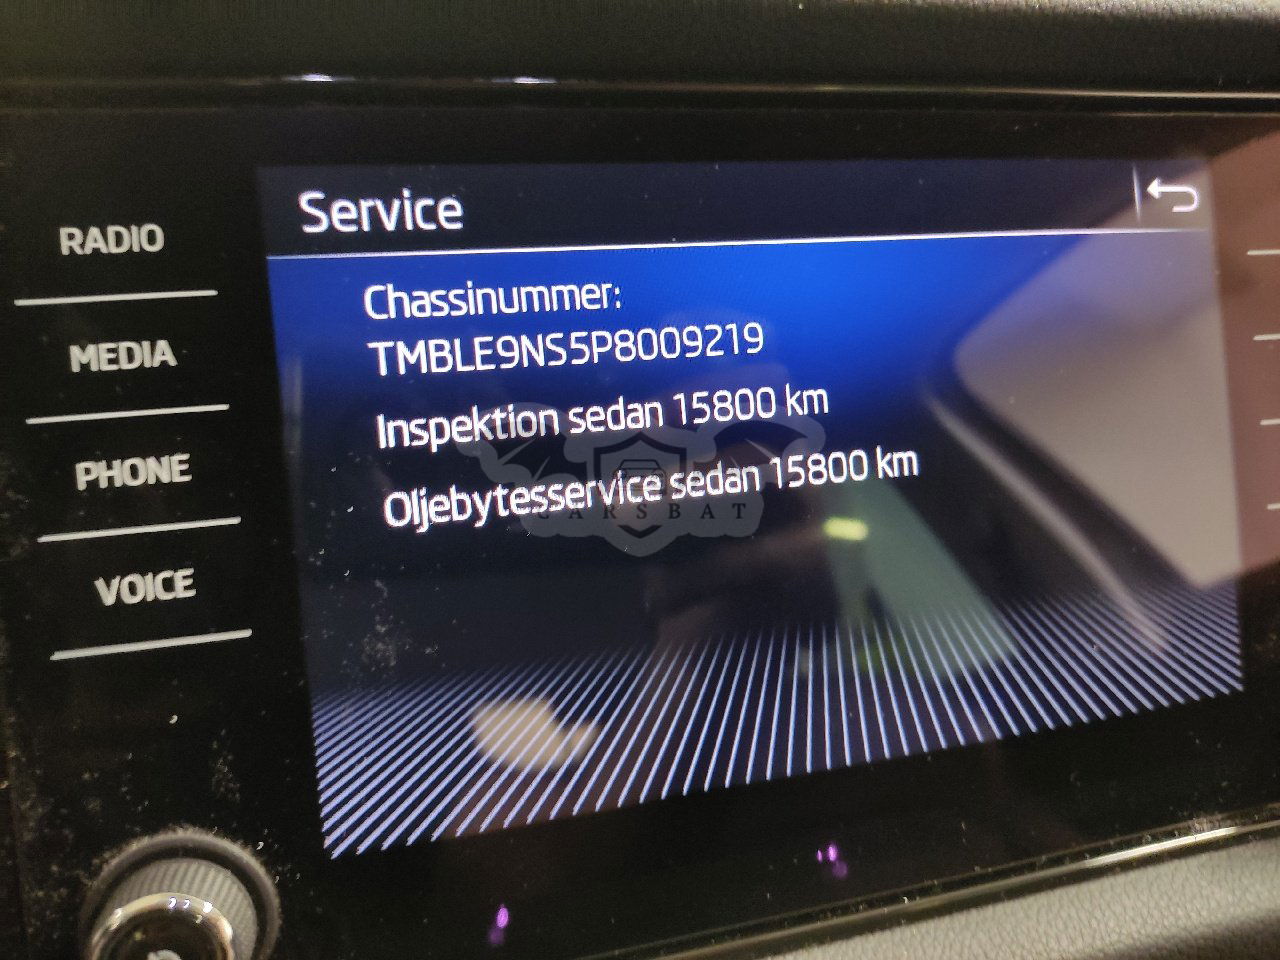 RADIO
MEDIA
PHONE
VOICE
Service
Chassinummer:
TMBLE9NS5P8009219
Inspektion sedan 15800 km
Oljebytesservice sedan 15800 km
CARSBAT